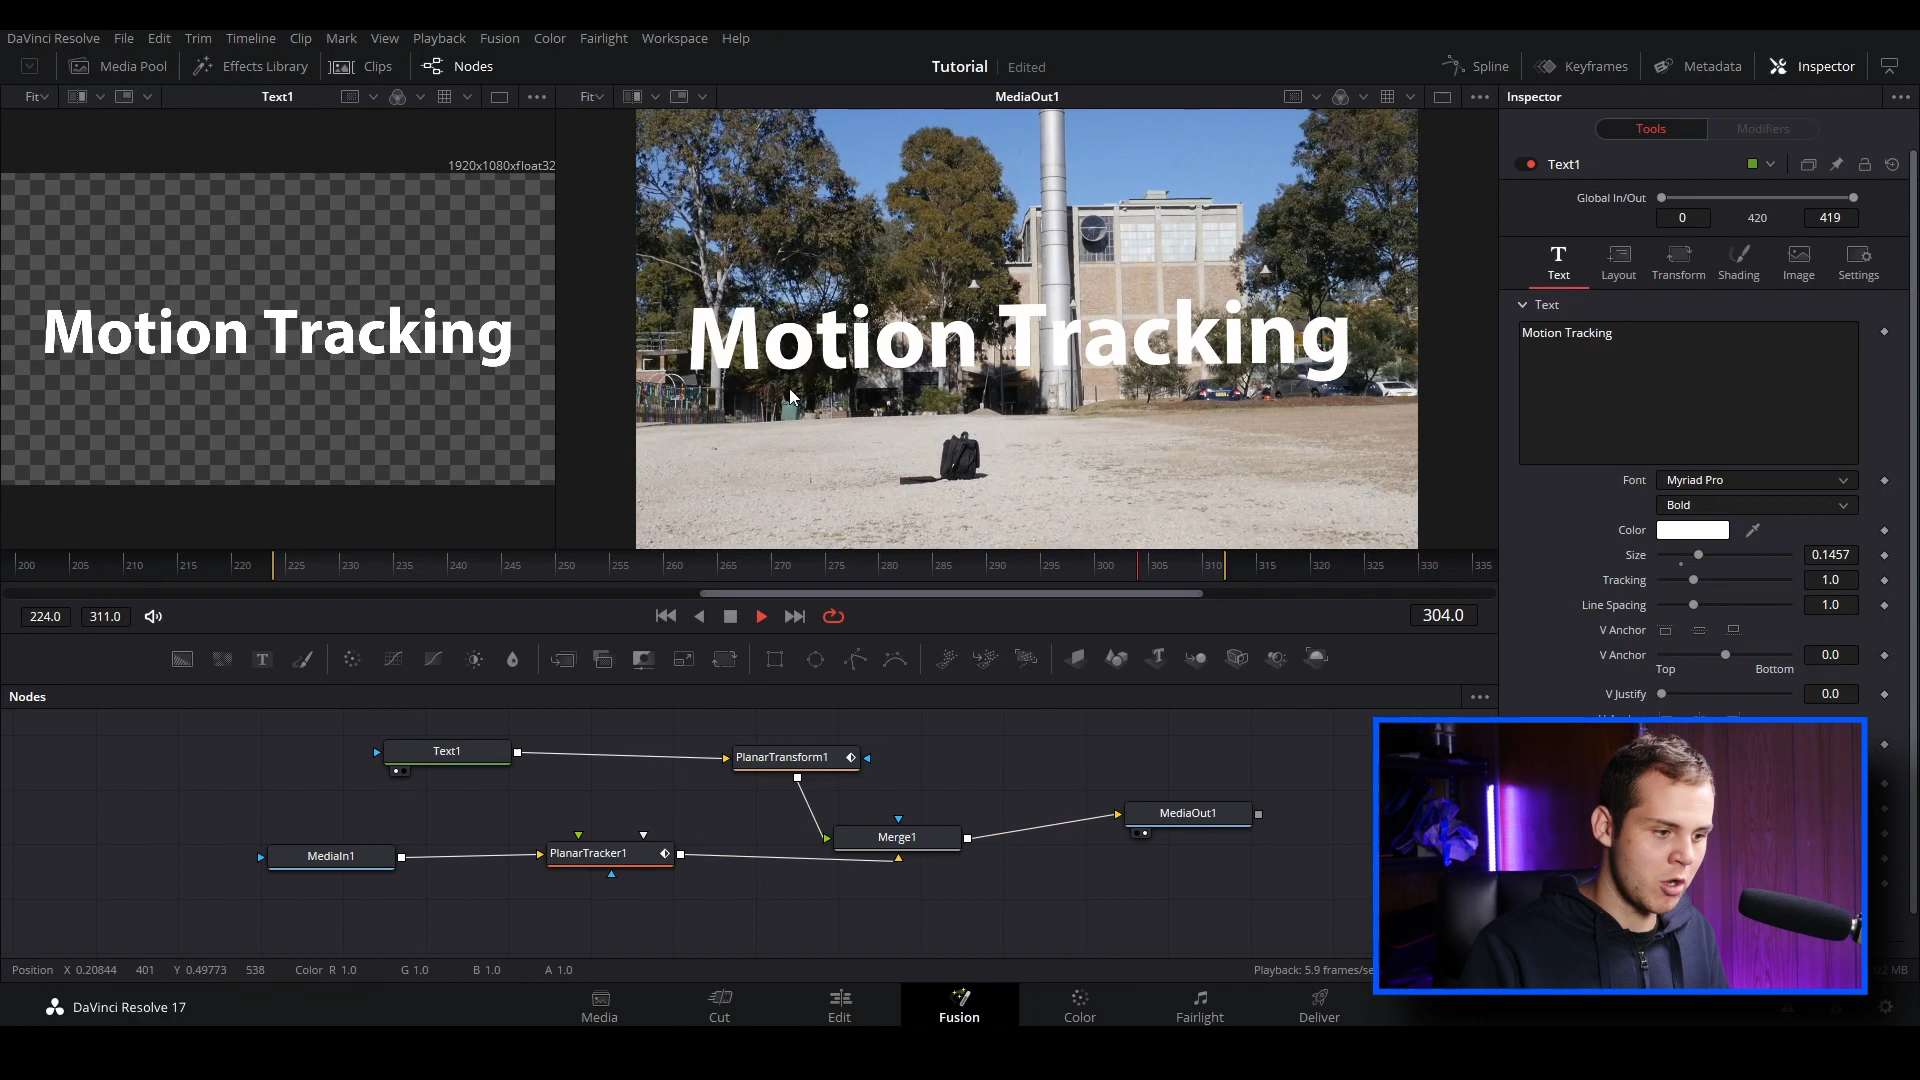 DaVinci Resolve File Edit Trim Timeline Clip Mark View Playback Fusion Color Fairlight Workspace Help
Media Pool Effects Library Clips Nodes Tutorial Edited Spline Keyframes Metadata Inspector
Fit Text1 Fit MediaOut1 Inspector
Tools Modifiers
1920x1080xfloat32
Text1
Global In/Out
0 420 419
Text Layout Transform Shading Image Settings
Text
Motion Tracking
Motion Tracking
Motion Tracking
Font Myriad Pro
Bold
Color
Size 0.1457
Tracking 1.0
Line Spacing 1.0
V Anchor
V Anchor 0.0
Top Bottom
V Justify 0.0
200 205 210 215 220 225 230 235 240 245 250 255 260 265 270 275 280 285 290 295 300 305 310 315 320 325 330 335
224.0 311.0 304.0
T
Nodes
Text1 PlanarTransform1
MediaOut1
Merge1
MediaIn1 PlanarTracker1
Position X 0.20844 401 Y 0.49773 538 Color R 1.0 G 1.0 B 1.0 A 1.0 Playback: 5.9 frames/se
MB
DaVinci Resolve 17
Media Cut Edit Fusion Color Fairlight Deliver